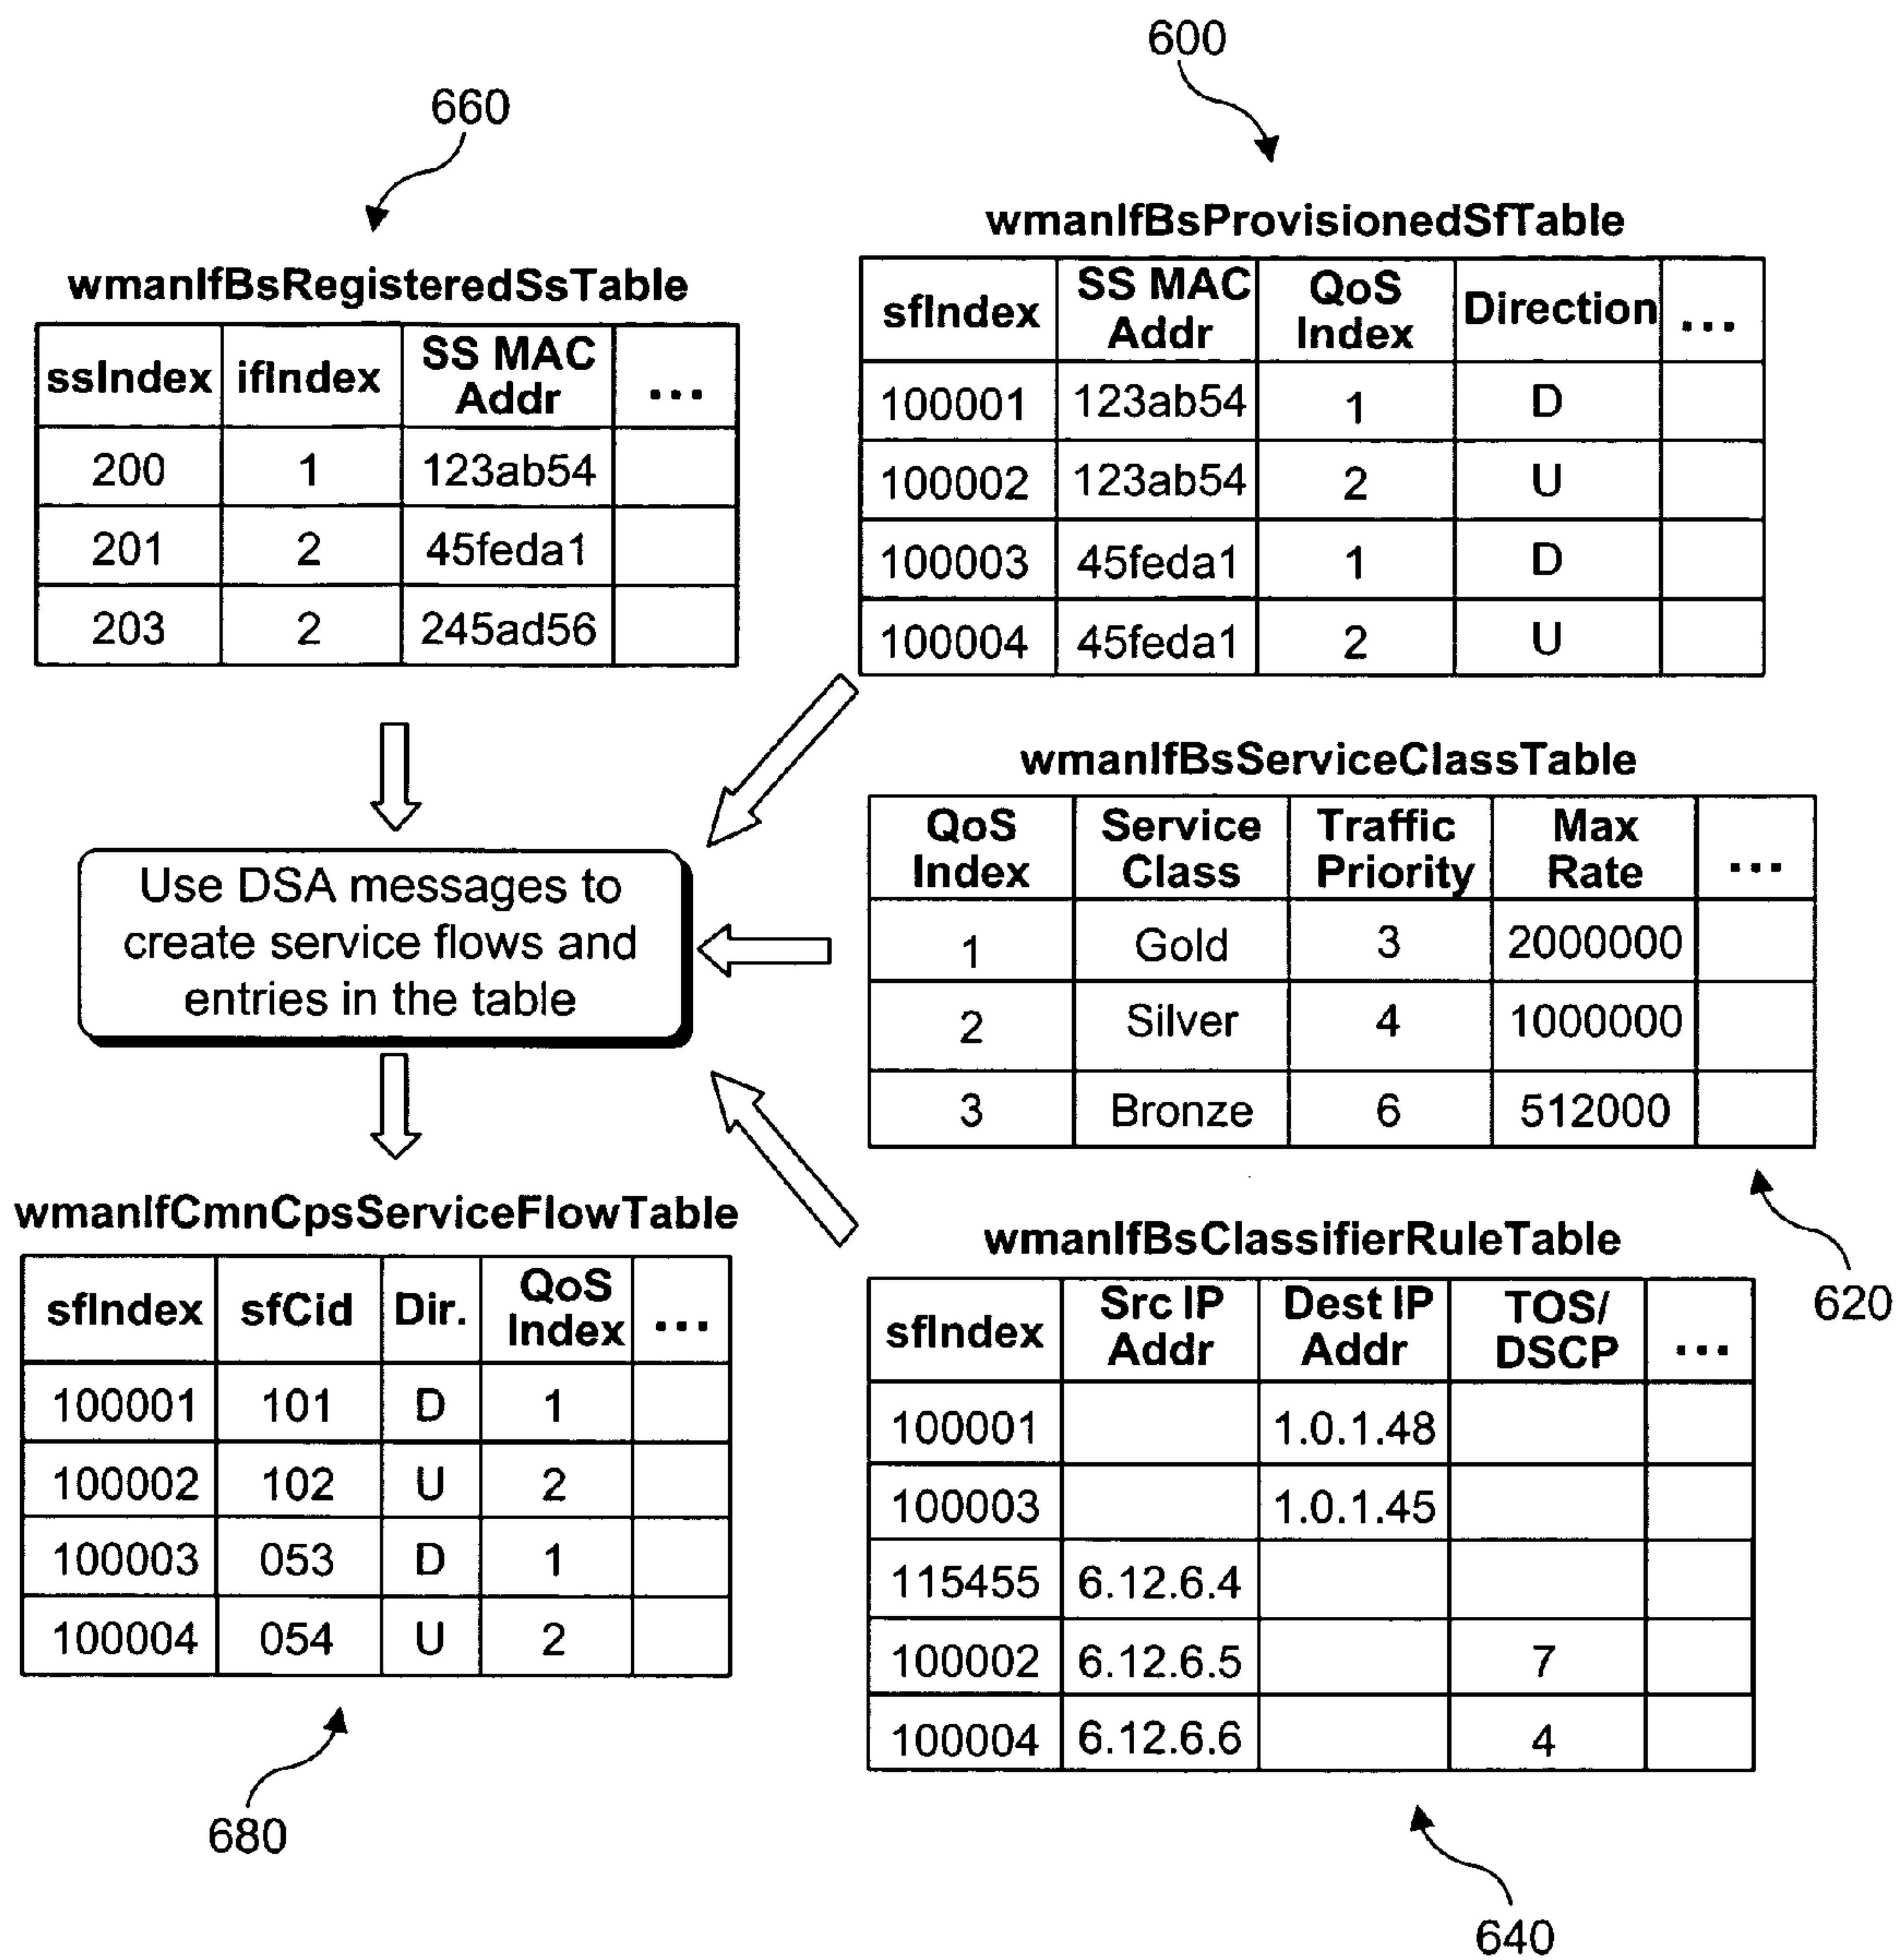 600
660
wmanIfBsProvisionedSfTable
sfIndex SS MAC Addr QoS Index Direction ...
100001 123ab54 1 D
100002 123ab54 2 U
100003 45feda1 1 D
100004 45feda1 2 U
wmanIfBsRegisteredSsTable
ssIndex ifIndex SS MAC Addr ...
200 1 123ab54
201 2 45feda1
203 2 245ad56
wmanIfBsServiceClassTable
QoS Index Service Class Traffic Priority Max Rate ...
1 Gold 3 2000000
2 Silver 4 1000000
3 Bronze 6 512000
620
Use DSA messages to
create service flows and
entries in the table
wmanIfCmnCpsServiceFlowTable
sfIndex sfCid Dir. QoS Index ...
100001 101 D 1
100002 102 U 2
100003 053 D 1
100004 054 U 2
680
wmanIfBsClassifierRuleTable
sfIndex Src IP Addr Dest IP Addr TOS/ DSCP ...
100001 1.0.1.48
100003 1.0.1.45
115455 6.12.6.4
100002 6.12.6.5 7
100004 6.12.6.6 4
640